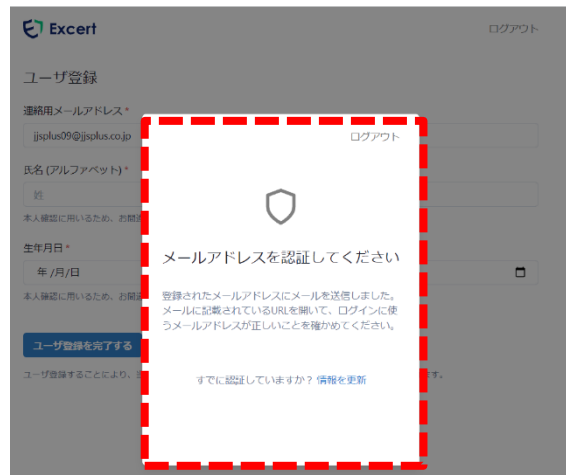 Excert
ログアウト
ユーザ登録
連絡用メールアドレス *
jjsplus09@jjsplus.co.jp
ログアウト
氏名 (アルファベット) *
姓
本人確認に用いるため、お間違
メールアドレスを認証してください
生年月日 *
年 /月/日
本人確認に用いるため、お間違
登録されたメールアドレスにメールを送信しました。
メールに記載されているURLを開いて、ログインに使
うメールアドレスが正しいことを確かめてください。
ユーザ登録を完了する
ユーザ登録することにより、
ます。
すでに認証していますか? 情報を更新